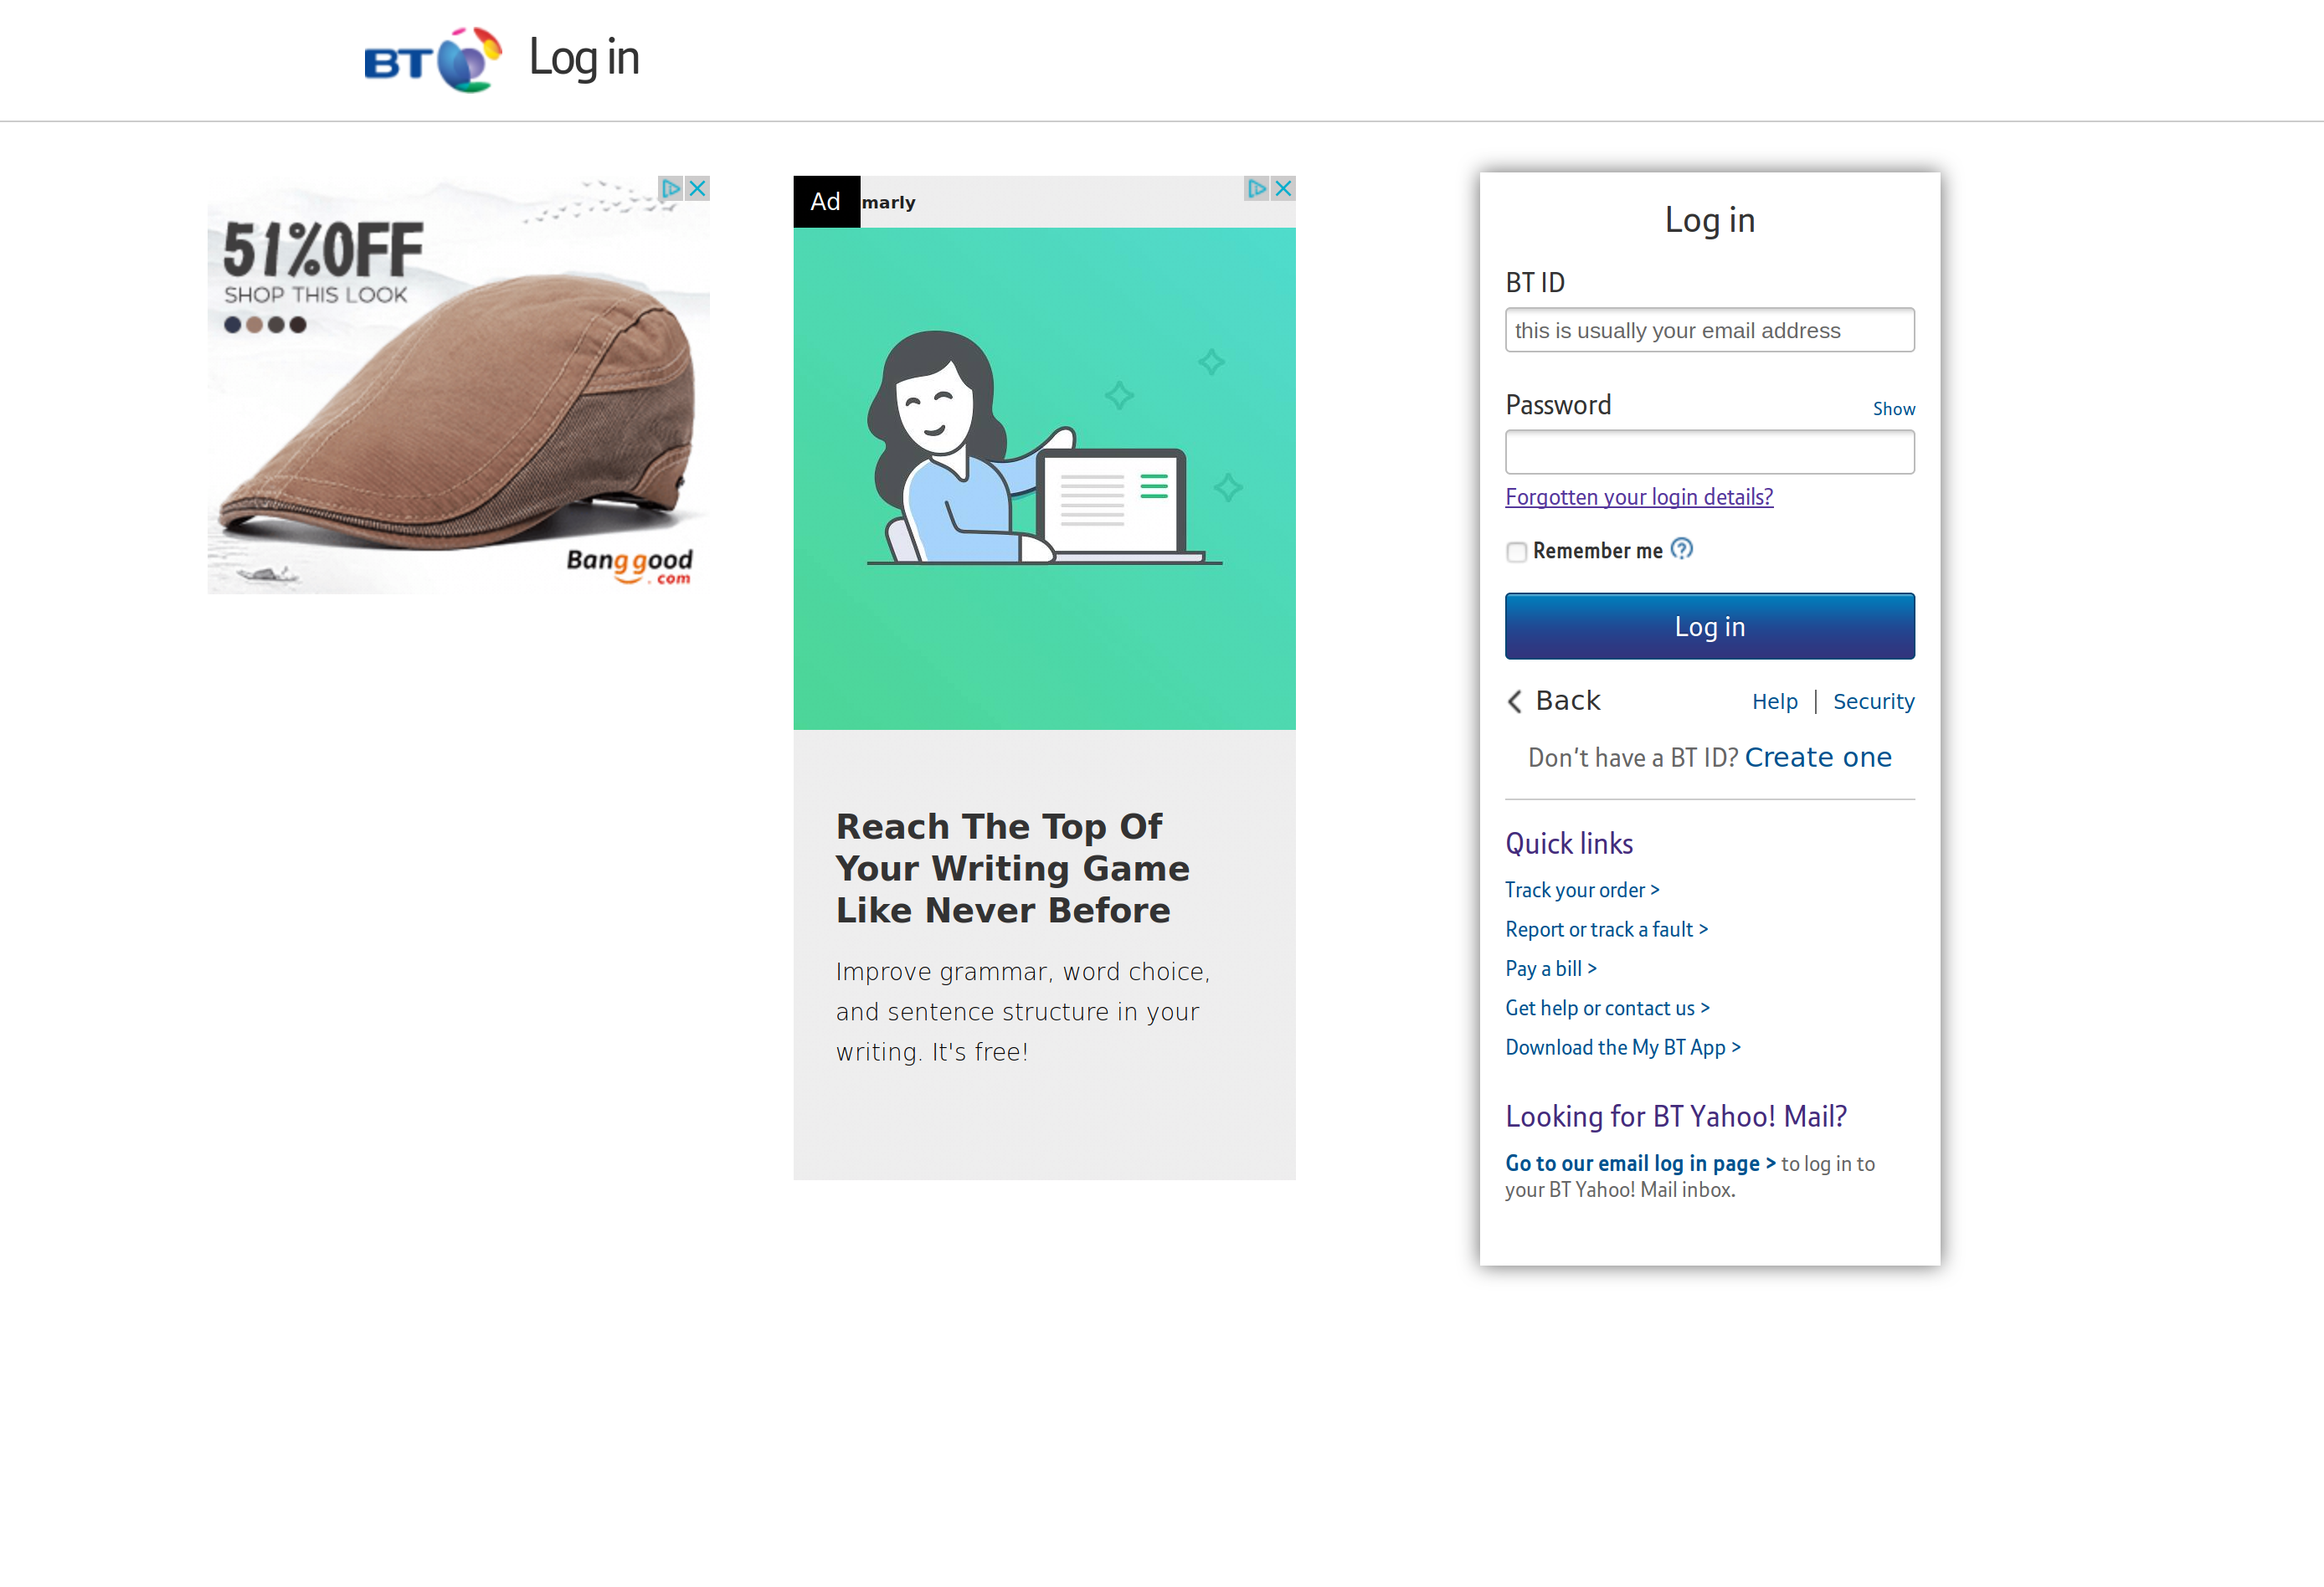 BT
Log in
51%OFF
SHOP THIS LOOK
Banggood
.com
Ad
marly
Reach The Top Of
Your Writing Game
Like Never Before
Improve grammar, word choice,
and sentence structure in your
writing. It's free!
Log in
BT ID
this is usually your email address
Password
Show
Forgotten your login details?
Remember me ?
Log in
Back
Help | Security
Don't have a BT ID? Create one
Quick links
Track your order >
Report or track a fault >
Pay a bill >
Get help or contact us >
Download the My BT App >
Looking for BT Yahoo! Mail?
Go to our email log in page > to log in to
your BT Yahoo! Mail inbox.